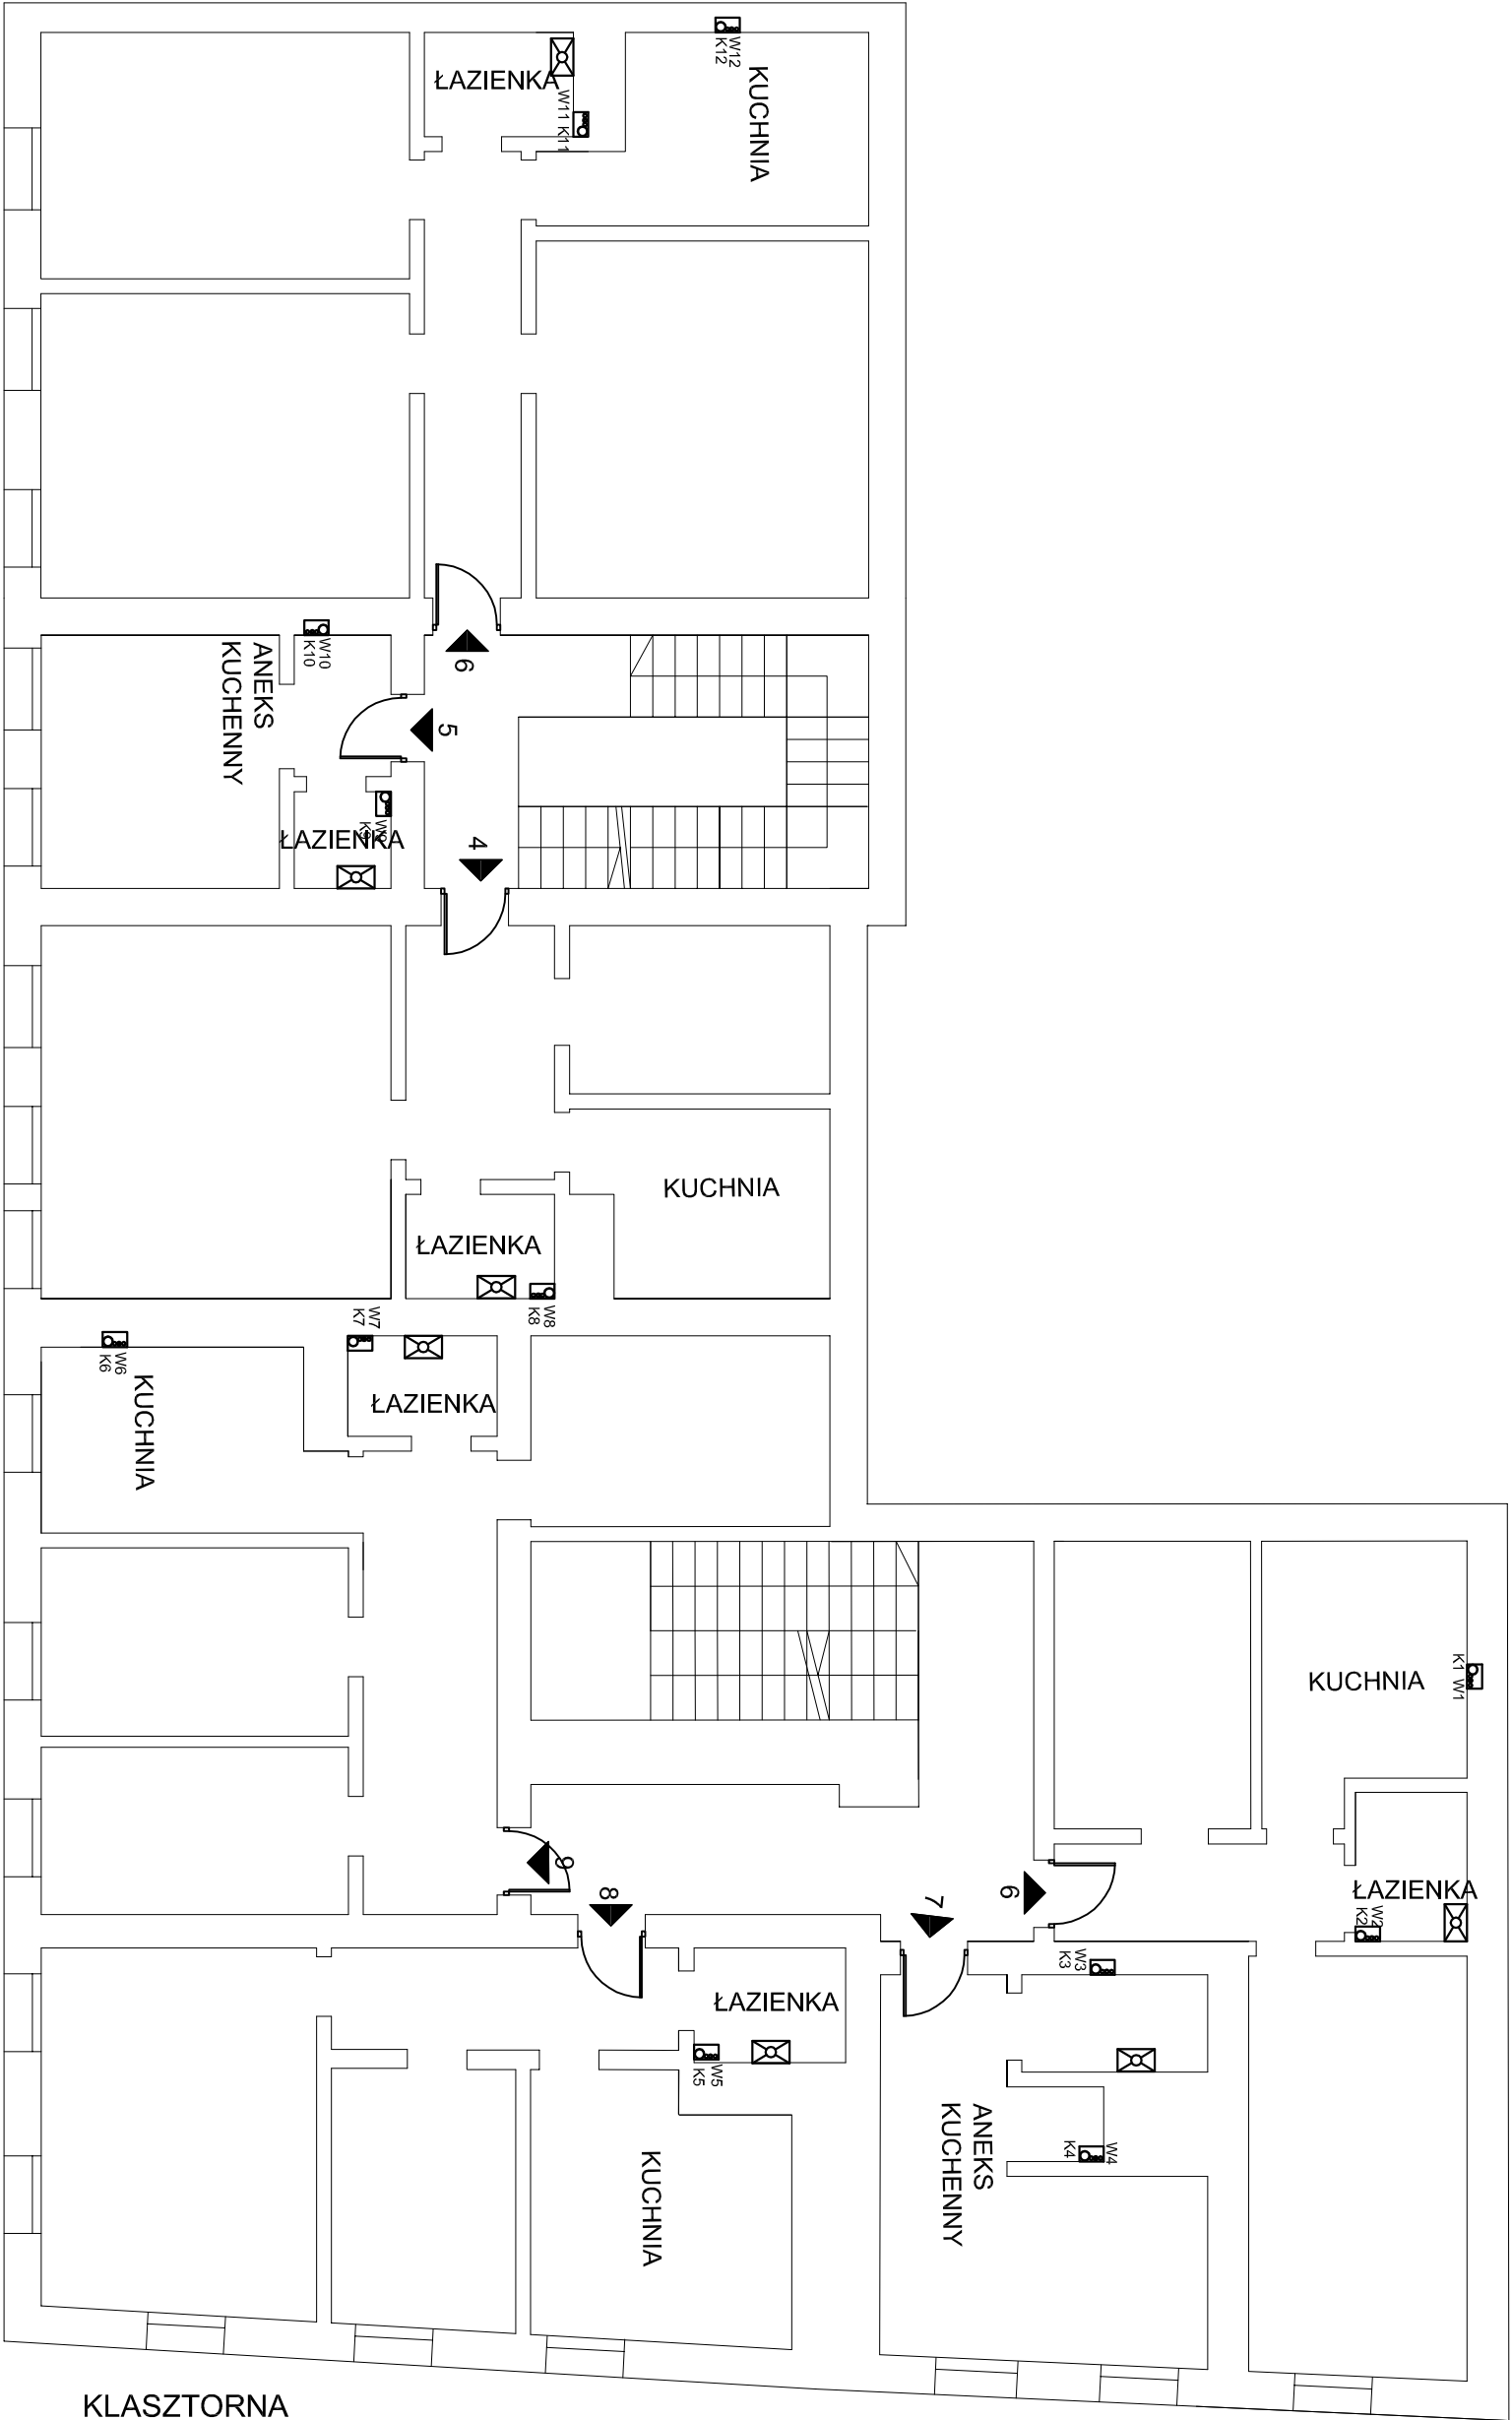 W12
K12
KUCHNIA
ŁAZIENKA
W11 K11
6
W10
K10
ANEKS
KUCHENNY
5
W9
K9
ŁAZIENKA
4
KUCHNIA
ŁAZIENKA
W8
K8
W7
K7
ŁAZIENKA
W6
K6
KUCHNIA
K1 W1
KUCHNIA
ŁAZIENKA
W2
K2
6
7
8
9
W3
K3
ŁAZIENKA
W5
K5
KUCHNIA
ANEKS
KUCHENNY
W4
K4
KLASZTORNA